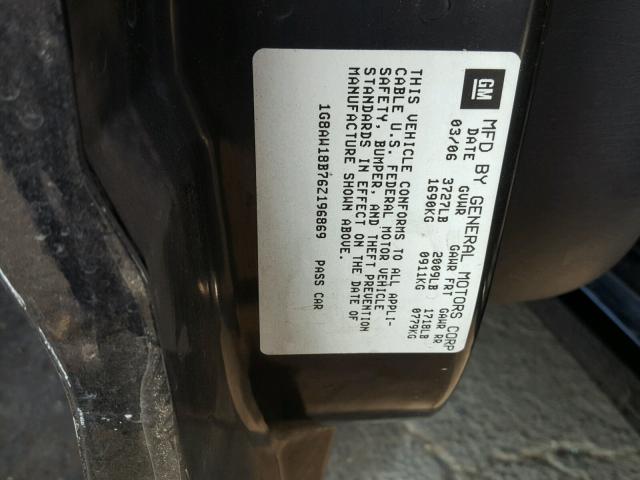 GM
MFD BY GENERAL MOTORS CORP
DATE GVWR GAWR FRT GAWR RR
03/06 3727LB 2009LB 1718LB
1690KG 0911KG 0779KG
THIS VEHICLE CONFORMS TO ALL APPLI-
CABLE U.S. FEDERAL MOTOR VEHICLE
SAFETY, BUMPER, AND THEFT PREVENTION
STANDARDS IN EFFECT ON THE DATE OF
MANUFACTURE SHOWN ABOVE.
1G8AW18B76Z196869 PASS CAR